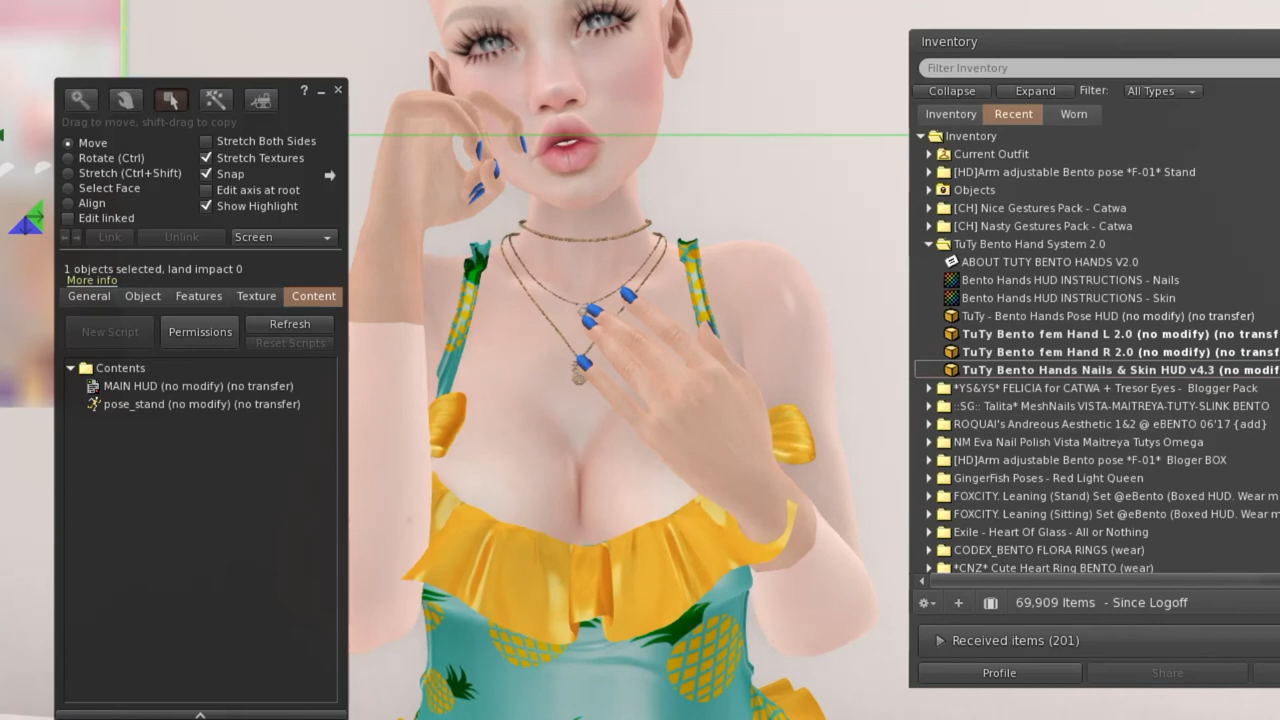 ?
Drag to move, shift-drag to copy
Move
Rotate (Ctrl)
Stretch (Ctrl+Shift)
Select Face
Align
Edit linked
Stretch Both Sides
Stretch Textures
Snap
Edit axis at root
Show Highlight
Link
Unlink
Screen
1 objects selected, land impact 0
More info
General Object Features Texture Content
New Script
Permissions
Refresh
Reset Scripts
Contents
MAIN HUD (no modify) (no transfer)
pose_stand (no modify) (no transfer)
Inventory
Filter Inventory
Collapse Expand Filter: All Types
Inventory Recent Worn
Inventory
Current Outfit
[HD]Arm adjustable Bento pose *F-01* Stand
Objects
[CH] Nice Gestures Pack - Catwa
[CH] Nasty Gestures Pack - Catwa
TuTy Bento Hand System 2.0
ABOUT TUTY BENTO HANDS V2.0
Bento Hands HUD INSTRUCTIONS - Nails
Bento Hands HUD INSTRUCTIONS - Skin
TuTy - Bento Hands Pose HUD (no modify) (no transfer)
TuTy Bento fem Hand L 2.0 (no modify) (no transf
TuTy Bento fem Hand R 2.0 (no modify) (no transf
TuTy Bento Hands Nails & Skin HUD v4.3 (no modif
*YS&YS* FELICIA for CATWA + Tresor Eyes - Blogger Pack
::SG:: Talita* MeshNails VISTA-MAITREYA-TUTY-SLINK BENTO
ROQUAI's Andreous Aesthetic 1&2 @ eBENTO 06'17 {add}
NM Eva Nail Polish Vista Maitreya Tutys Omega
[HD]Arm adjustable Bento pose *F-01* Bloger BOX
GingerFish Poses - Red Light Queen
FOXCITY. Leaning (Stand) Set @eBento (Boxed HUD. Wear m
FOXCITY. Leaning (Sitting) Set @eBento (Boxed HUD. Wear m
Exile - Heart Of Glass - All or Nothing
CODEX_BENTO FLORA RINGS (wear)
*CNZ* Cute Heart Ring BENTO (wear)
69,909 Items - Since Logoff
Received items (201)
Profile
Share